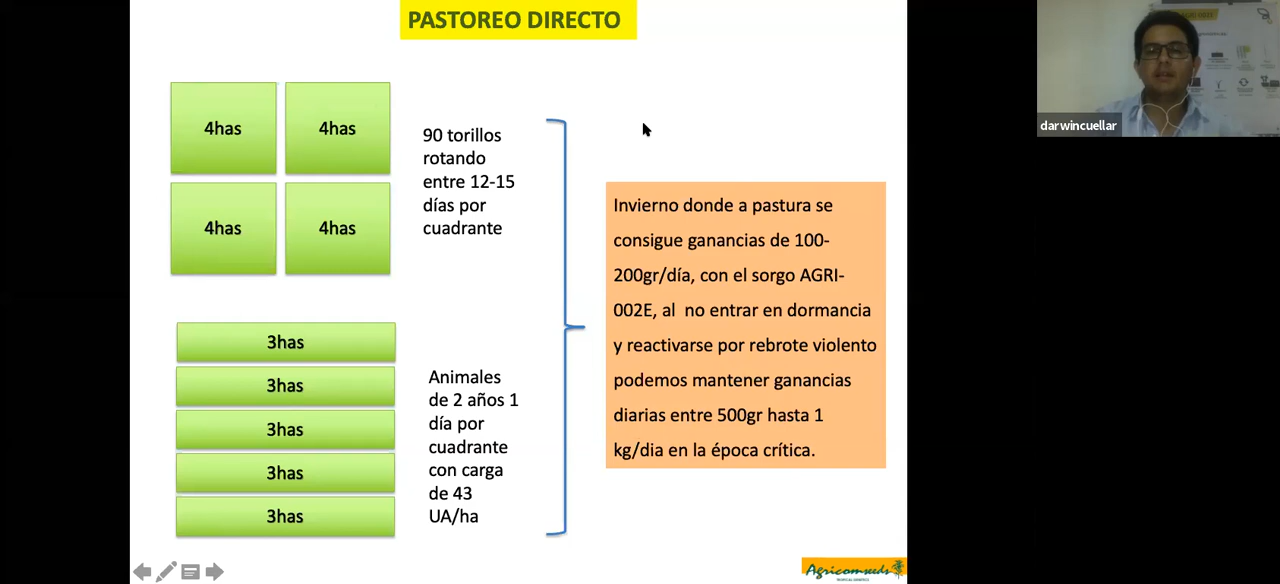 PASTOREO DIRECTO
4has
4has
4has
4has
90 torillos
rotando
entre 12-15
días por
cuadrante
3has
3has
3has
3has
3has
Animales
de 2 años 1
día por
cuadrante
con carga
de 43
UA/ha
Invierno donde a pastura se
consigue ganancias de 100-
200gr/día, con el sorgo AGRI-
002E, al no entrar en dormancia
y reactivarse por rebrote violento
podemos mantener ganancias
diarias entre 500gr hasta 1
kg/dia en la época crítica.
Agricomseeds
darwincuellar